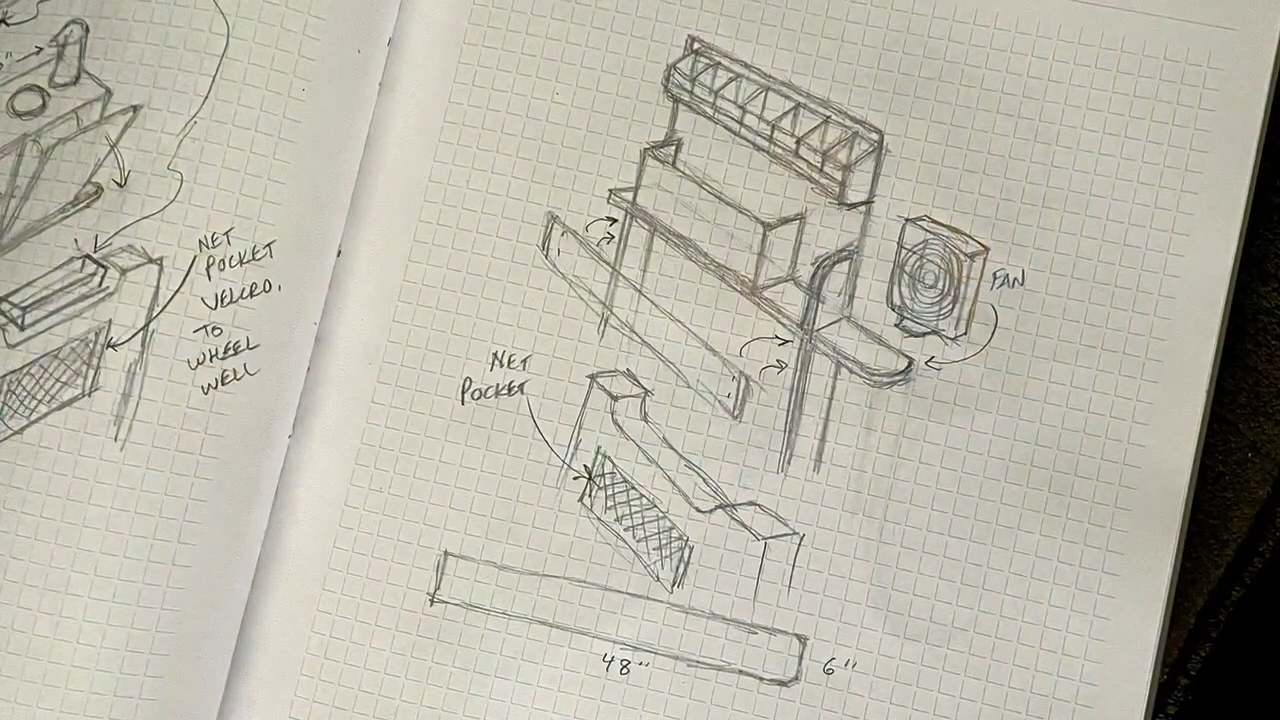 NET
POCKET
VELCRO,
TO
WHEEL
WELL
FAN
NET
POCKET
48"
6"